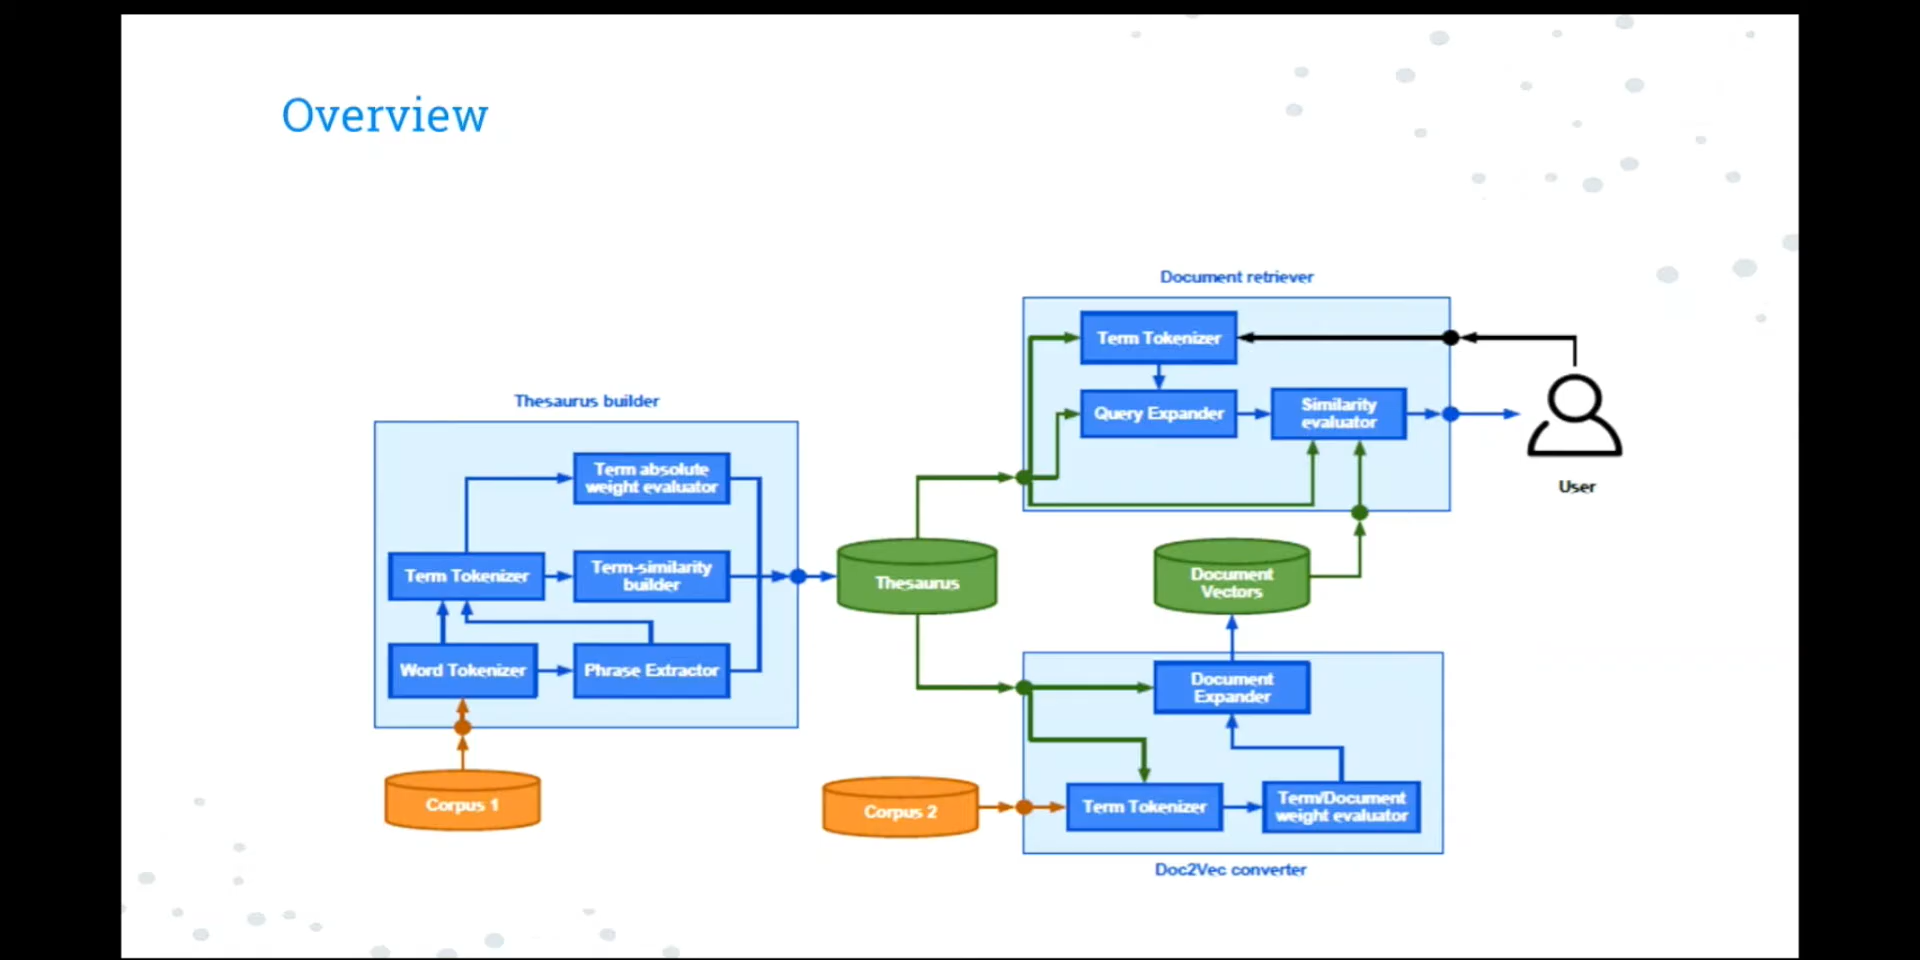 Overview
Document retriever
Term Tokenizer
Query Expander
Similarity
evaluator
User
Thesaurus builder
Term absolute
weight evaluator
Term Tokenizer
Term-similarity
builder
Word Tokenizer
Phrase Extractor
Thesaurus
Document
Vectors
Document
Expander
Corpus 1
Corpus 2
Term Tokenizer
Term/Document
weight evaluator
Doc2Vec converter